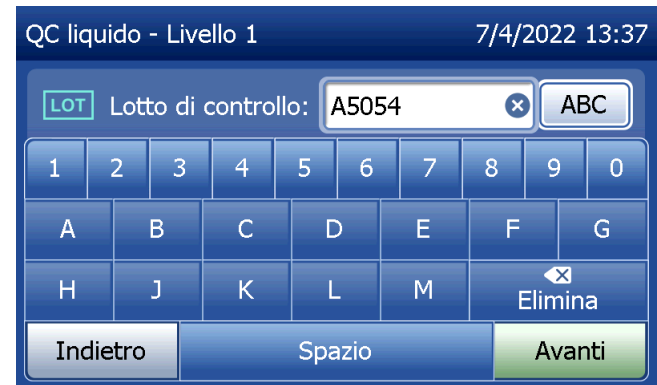 QC liquido - Livello 1 7/4/2022 13:37
LOT Lotto di controllo: A5054 ABC
1 2 3 4 5 6 7 8 9 0
A B C D E F G
H J K L M Elimina
Indietro Spazio Avanti